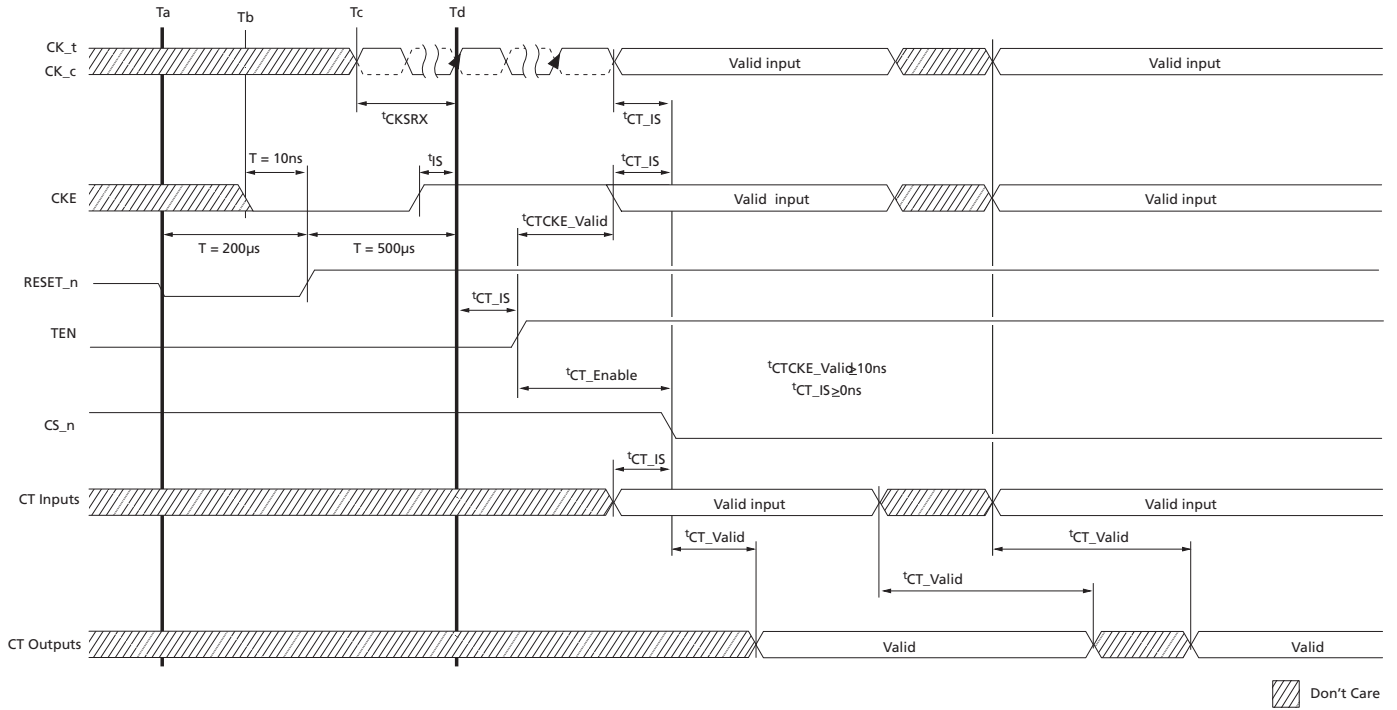 Ta Tb Tc Td
CK_t
CK_c
Valid input
Valid input
tCKSRX
tCT_IS
T = 10ns
tIS
tCT_IS
CKE
Valid input
Valid input
tCTCKE_Valid
T = 200µs
T = 500µs
RESET_n
tCT_IS
TEN
tCT_Enable
tCTCKE_Valid≥10ns
tCT_IS≥0ns
CS_n
tCT_IS
CT Inputs
Valid input
Valid input
tCT_Valid
tCT_Valid
tCT_Valid
CT Outputs
Valid
Valid
Don't Care